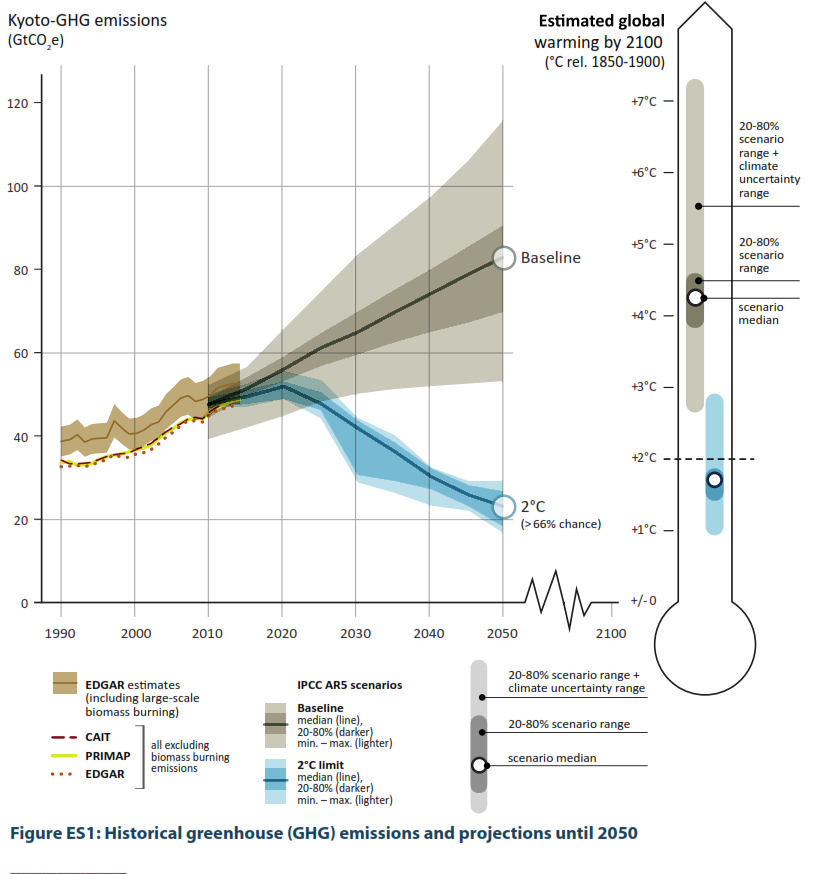 Kyoto-GHG emissions
(GtCO2e)
120
100
80
60
40
20
0
1990
2000
2010
2020
2030
2040
2050
2100
Baseline
2°C
(>66% chance)
Estimated global
warming by 2100
(°C rel. 1850-1900)
+7°C
+6°C
+5°C
+4°C
+3°C
+2°C
+1°C
+/- 0
20-80%
scenario
range +
climate
uncertainty
range
20-80%
scenario
range
scenario
median
EDGAR estimates
(including large-scale
biomass burning)
CAIT
PRIMAP
EDGAR
all excluding
biomass burning
emissions
IPCC AR5 scenarios
Baseline
median (line),
20-80% (darker)
min. – max. (lighter)
2°C limit
median (line),
20-80% (darker)
min. – max. (lighter)
20-80% scenario range +
climate uncertainty range
20-80% scenario range
scenario median
Figure ES1: Historical greenhouse (GHG) emissions and projections until 2050